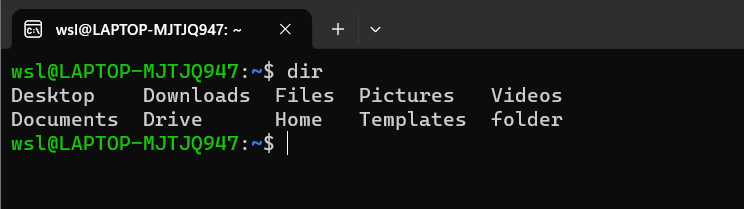 wsl@LAPTOP-MJTJQ947: ~
wsl@LAPTOP-MJTJQ947:~$ dir
Desktop    Downloads  Files  Pictures   Videos
Documents  Drive      Home   Templates  folder
wsl@LAPTOP-MJTJQ947:~$